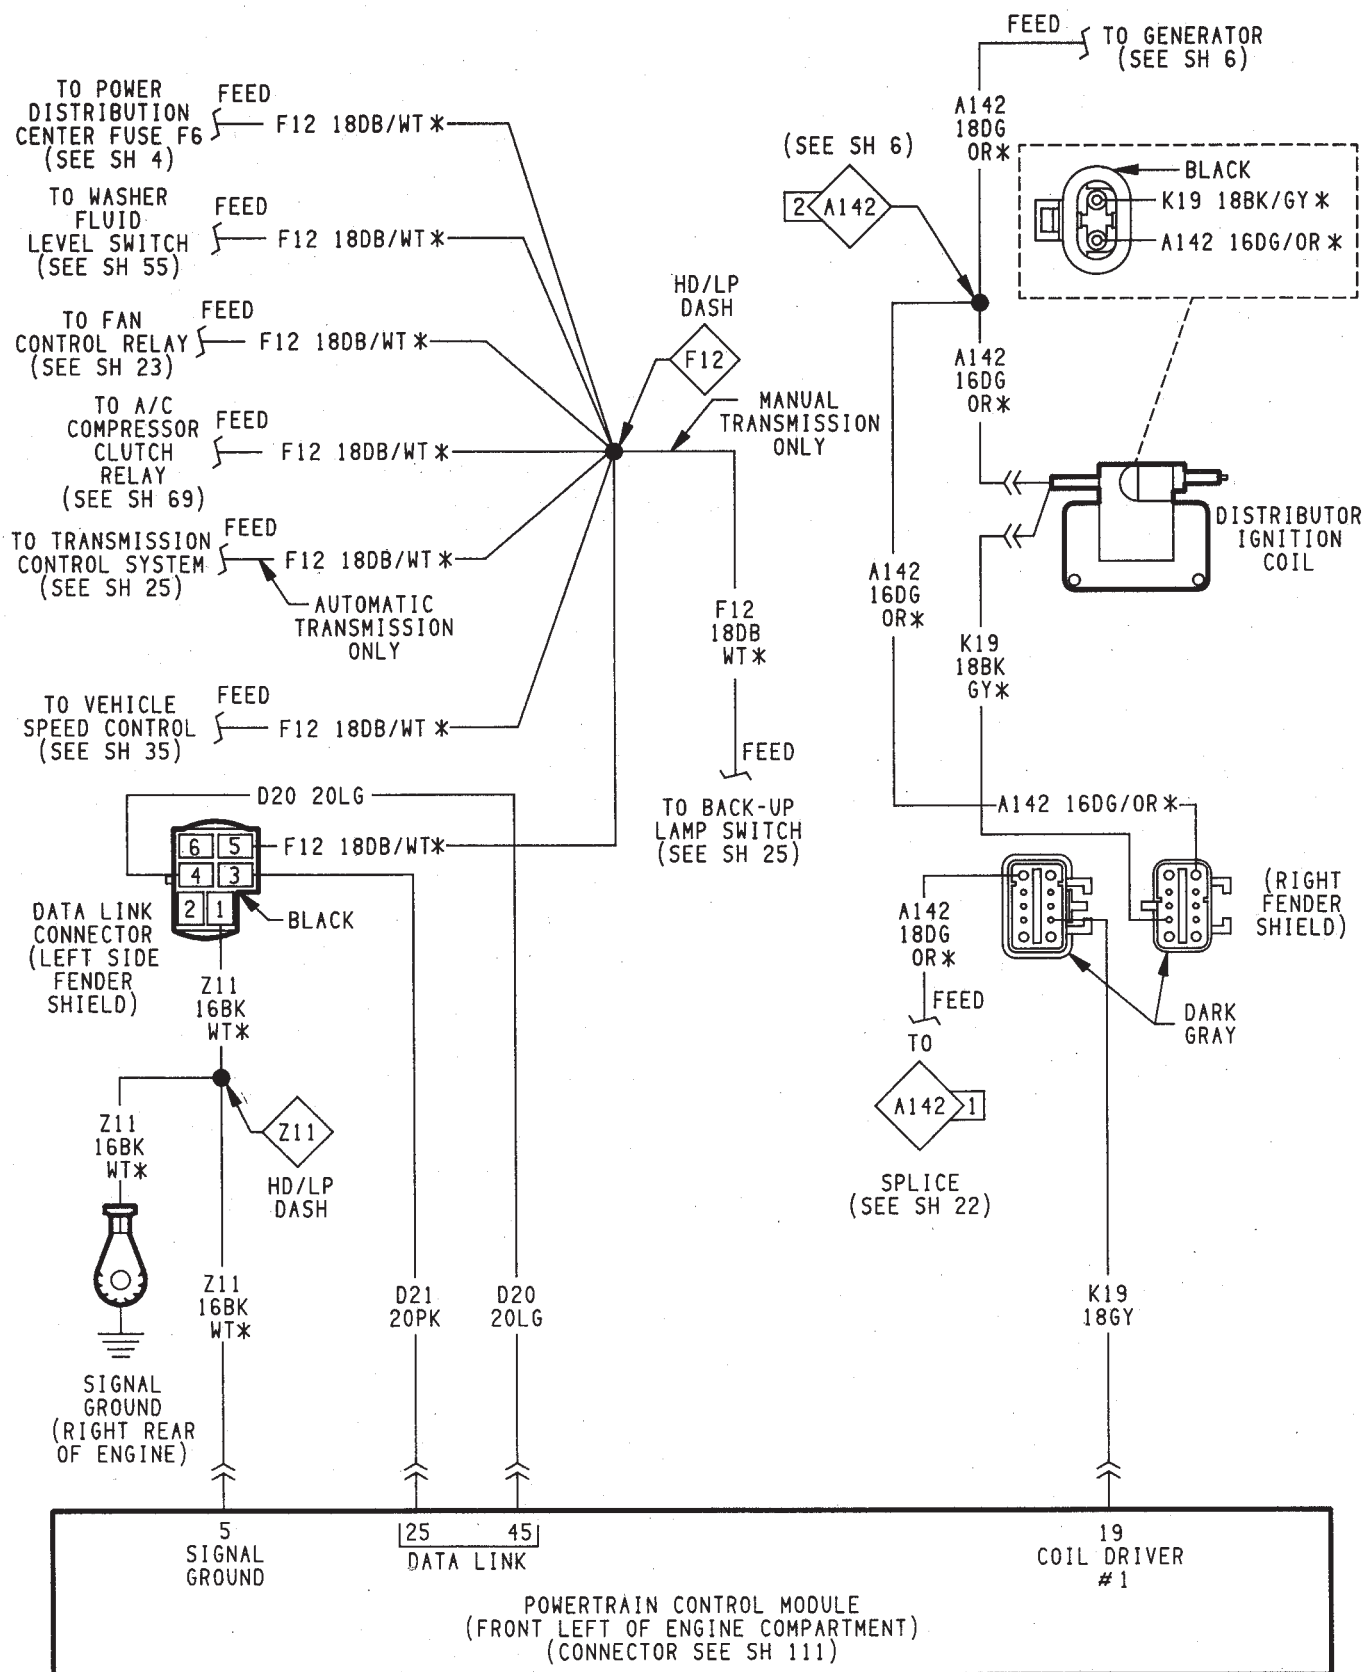 FEED
TO GENERATOR
(SEE SH 6)
A142
18DG
OR*
TO POWER
DISTRIBUTION
CENTER FUSE F6
(SEE SH 4)
FEED
F12 18DB/WT*
(SEE SH 6)
2
A142
BLACK
K19 18BK/GY*
A142 16DG/OR*
TO WASHER
FLUID
LEVEL SWITCH
(SEE SH 55)
FEED
F12 18DB/WT*
HD/LP
DASH
F12
TO FAN
CONTROL RELAY
(SEE SH 23)
FEED
F12 18DB/WT*
A142
16DG
OR*
MANUAL
TRANSMISSION
ONLY
TO A/C
COMPRESSOR
CLUTCH
RELAY
(SEE SH 69)
FEED
F12 18DB/WT*
DISTRIBUTOR
IGNITION
COIL
TO TRANSMISSION
CONTROL SYSTEM
(SEE SH 25)
FEED
F12 18DB/WT*
AUTOMATIC
TRANSMISSION
ONLY
F12
18DB
WT*
A142
16DG
OR*
K19
18BK
GY*
TO VEHICLE
SPEED CONTROL
(SEE SH 35)
FEED
F12 18DB/WT*
FEED
TO BACK-UP
LAMP SWITCH
(SEE SH 25)
D20 20LG
A142 16DG/OR*
6 5
4 3
2 1
F12 18DB/WT*
BLACK
DATA LINK
CONNECTOR
(LEFT SIDE
FENDER
SHIELD)
A142
18DG
OR*
FEED
TO
A142
1
SPLICE
(SEE SH 22)
(RIGHT
FENDER
SHIELD)
DARK
GRAY
Z11
16BK
WT*
Z11
HD/LP
DASH
Z11
16BK
WT*
SIGNAL
GROUND
(RIGHT REAR
OF ENGINE)
Z11
16BK
WT*
D21
20PK
D20
20LG
K19
18GY
5
SIGNAL
GROUND
25 45
DATA LINK
19
COIL DRIVER
#1
POWERTRAIN CONTROL MODULE
(FRONT LEFT OF ENGINE COMPARTMENT)
(CONNECTOR SEE SH 111)